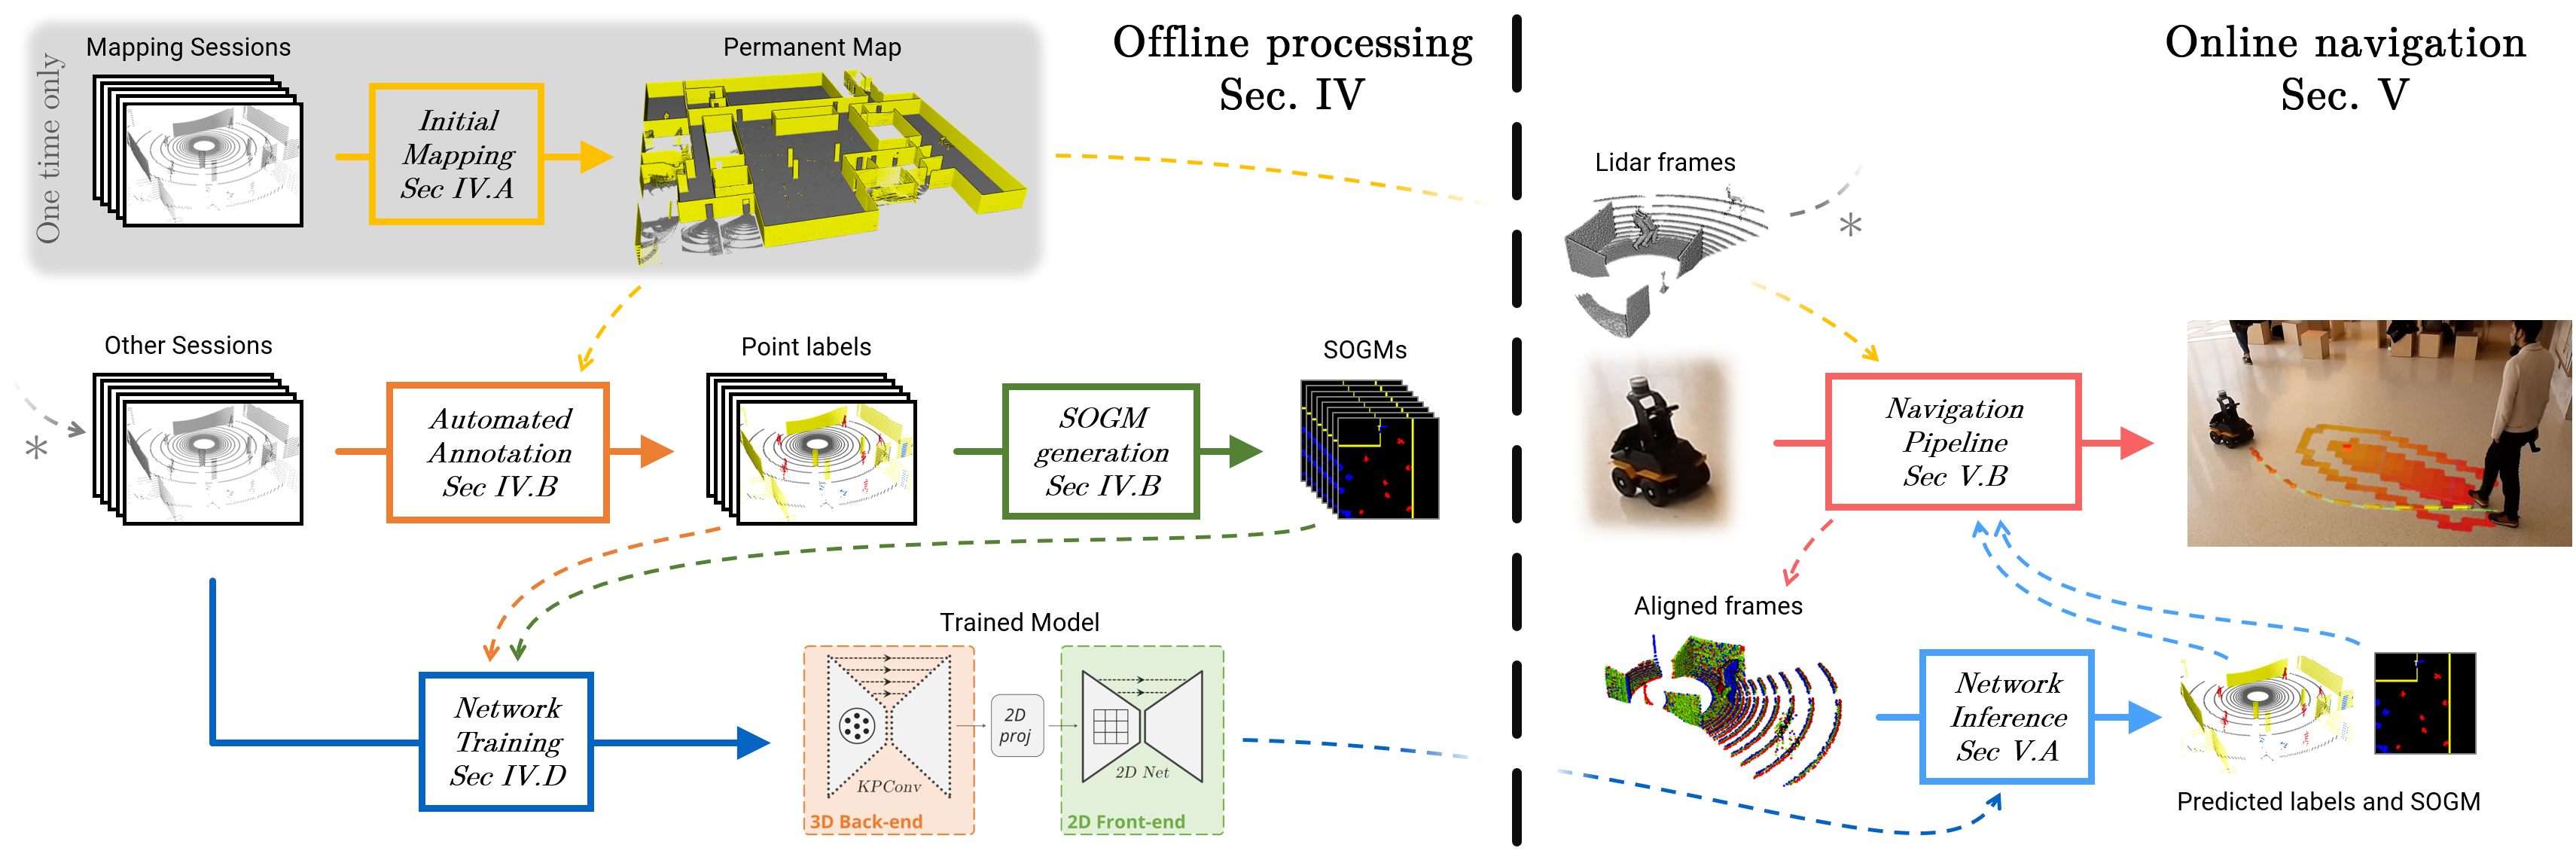 One time only
Mapping Sessions
Initial
Mapping
Sec IV.A
Permanent Map
Offline processing
Sec. IV
Other Sessions
*
Automated
Annotation
Sec IV.B
Point labels
SOGM
generation
Sec IV.B
SOGMs
Network
Training
Sec IV.D
Trained Model
KPConv
3D Back-end
2D
proj
2D Net
2D Front-end
Online navigation
Sec. V
Lidar frames
*
Navigation
Pipeline
Sec V.B
Aligned frames
Network
Inference
Sec V.A
Predicted labels and SOGM